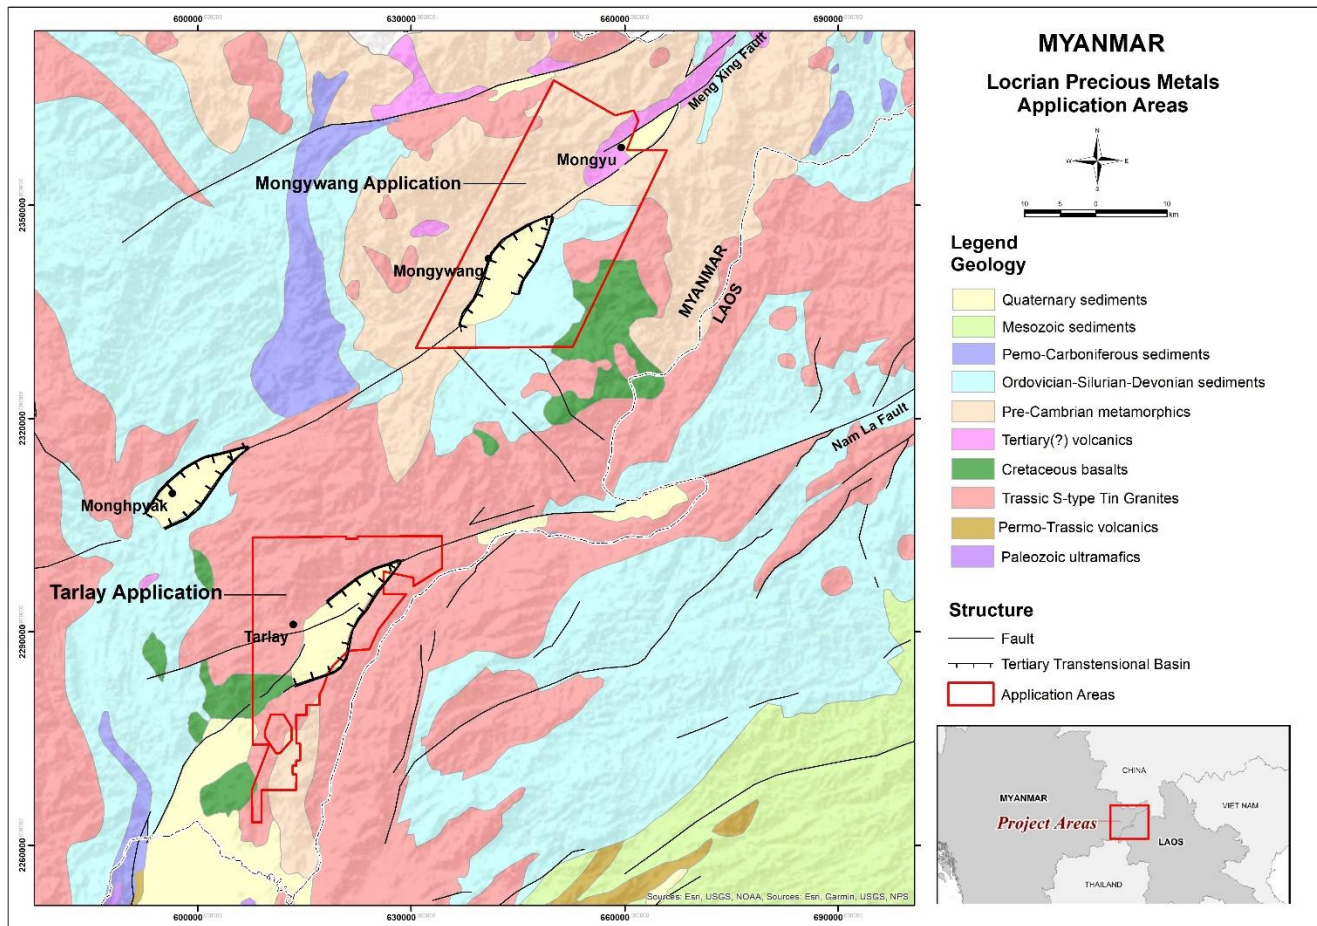 600000
630000
660000
690000
2350000
2320000
2290000
2260000
Meng Xing Fault
Mongyu
Mongywang Application
Mongywang
MYANMAR
LAOS
Nam La Fault
Monghpyak
Tarlay Application
Tarlay
Sources: Esri, USGS, NOAA, Sources: Esri, Garmin, USGS, NPS
600000
630000
660000
690000
MYANMAR
Locrian Precious Metals
Application Areas
N
W
E
S
10 5 0 10
km
Legend
Geology
Quaternary sediments
Mesozoic sediments
Pemo-Carboniferous sediments
Ordovician-Silurian-Devonian sediments
Pre-Cambrian metamorphics
Tertiary(?) volcanics
Cretaceous basalts
Trassic S-type Tin Granites
Permo-Trassic volcanics
Paleozoic ultramafics
Structure
Fault
Tertiary Transtensional Basin
Application Areas
CHINA
MYANMAR
VIET NAM
Project Areas
LAOS
THAILAND